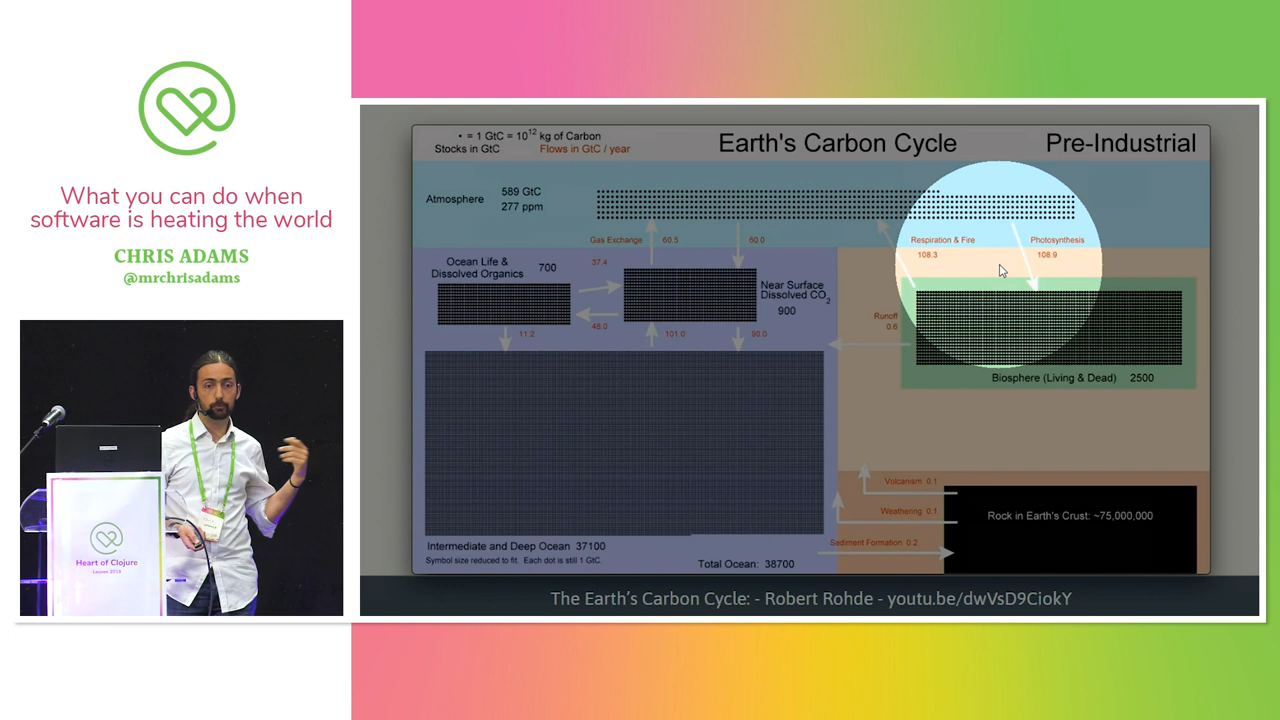 What you can do when
software is heating the world
CHRIS ADAMS
@mrchrisadams
Heart of Clojure
Leuven 2019
• = 1 GtC = 10^12 kg of Carbon
Stocks in GtC
Flows in GtC / year
Earth's Carbon Cycle
Pre-Industrial
Atmosphere
589 GtC
277 ppm
Gas Exchange
60.5
60.0
Respiration & Fire
108.3
Photosynthesis
108.9
Ocean Life &
Dissolved Organics
700
37.4
48.0
Near Surface
Dissolved CO2
900
11.2
101.0
90.0
Runoff
0.6
Biosphere (Living & Dead) 2500
Volcanism 0.1
Weathering 0.1
Sediment Formation 0.2
Rock in Earth's Crust: ~75,000,000
Intermediate and Deep Ocean 37100
Symbol size reduced to fit. Each dot is still 1 GtC.
Total Ocean: 38700
The Earth's Carbon Cycle: - Robert Rohde - youtu.be/dwVsD9CiokY